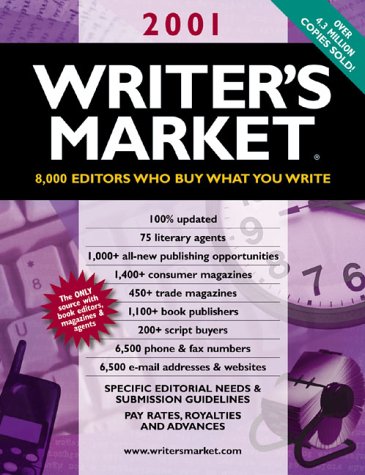 2001
OVER
4.3 MILLION
COPIES SOLD!
WRITER'S
MARKET®
8,000 EDITORS WHO BUY WHAT YOU WRITE
100% updated
75 literary agents
1,000+ all-new publishing opportunities
1,400+ consumer magazines
450+ trade magazines
1,100+ book publishers
200+ script buyers
6,500 phone & fax numbers
6,500 e-mail addresses & websites
The ONLY
source with
book editors,
magazines &
agents
SPECIFIC EDITORIAL NEEDS &
SUBMISSION GUIDELINES
PAY RATES, ROYALTIES
AND ADVANCES
www.writersmarket.com